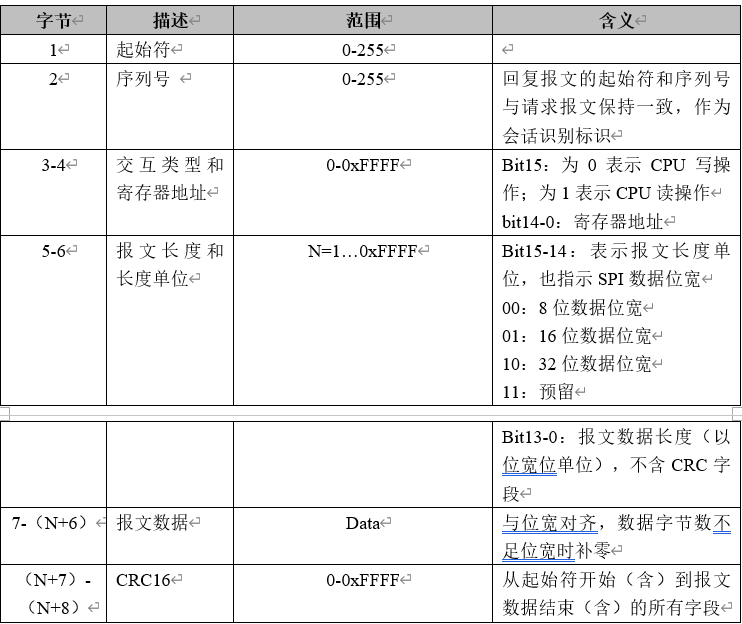 字节 描述 范围 含义
1 起始符 0-255
2 序列号 0-255 回复报文的起始符和序列号
与请求报文保持一致，作为
会话识别标识
3-4 交互类型和 0-0xFFFF Bit15：为 0 表示 CPU 写操
寄存器地址 作；为 1 表示 CPU 读操作
bit14-0：寄存器地址
5-6 报文长度和 N=1…0xFFFF Bit15-14：表示报文长度单
长度单位 位，也指示 SPI 数据位宽
00：8 位数据位宽
01：16 位数据位宽
10：32 位数据位宽
11：预留
Bit13-0：报文数据长度（以
位宽位单位），不含 CRC 字
段
7-（N+6） 报文数据 Data 与位宽对齐，数据字节数不
足位宽时补零
（N+7）- CRC16 0-0xFFFF 从起始符开始（含）到报文
（N+8） 数据结束（含）的所有字段